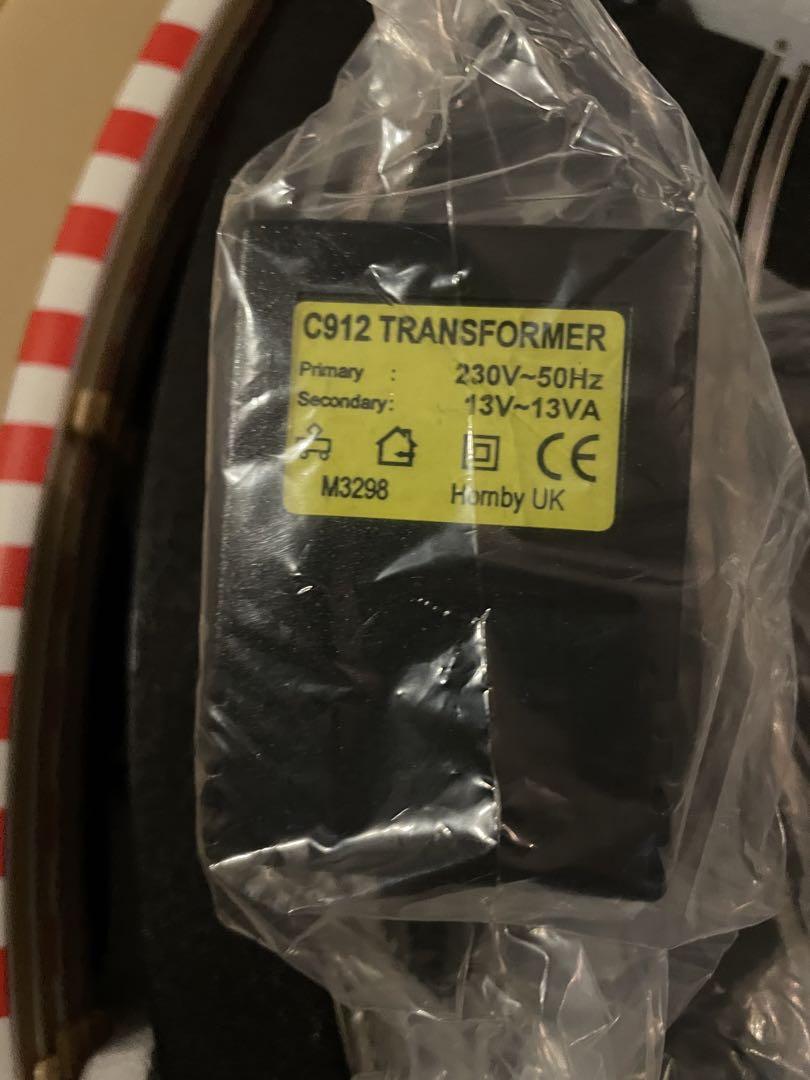 C912 TRANSFORMER
Primary : 230V~50Hz
Secondary: 13V~13VA
CE
M3298 Hornby UK